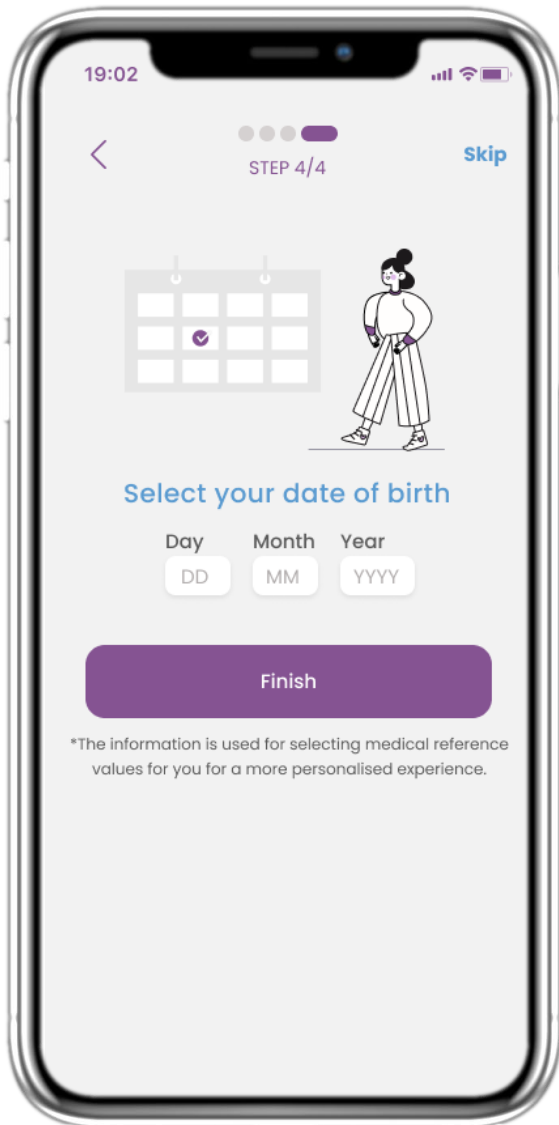 19:02
STEP 4/4
Skip
Select your date of birth
Day Month Year
DD MM YYYY
Finish
*The information is used for selecting medical reference
values for you for a more personalised experience.